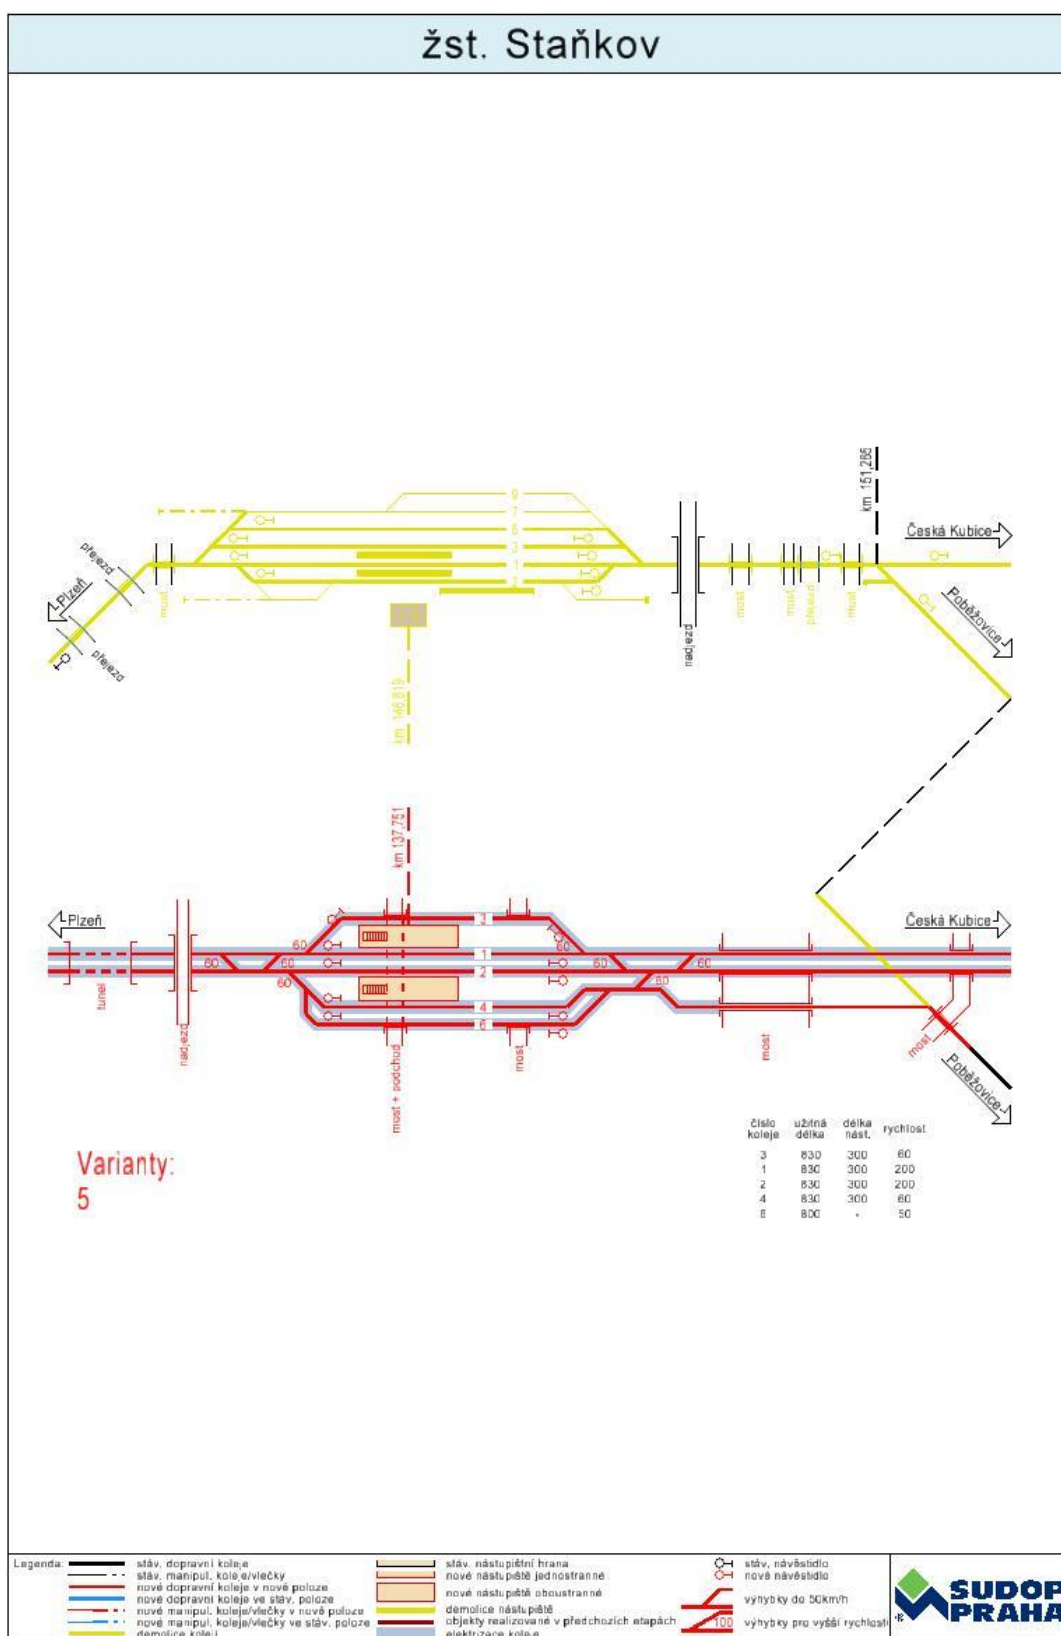 žst. Staňkov
km 151,266
9
7
5
3
1
2
Česká Kubice
přejezd
Plzeň
most
přejezd
nadjezd
most
most
přejezd
most
Poběžovice
km 137,751
Plzeň
Česká Kubice
3
60
60
1
60
60
60
2
60
60
4
6
tunel
nadjezd
most + podchod
most
most
most
Poběžovice
číslo koleje užitná délka délka nást. rychlost
3 830 300 60
1 830 300 200
2 830 300 200
4 830 300 60
6 800 - 50
Varianty:
5
Legenda:
stáv. dopravní koleje
stáv. manipul. koleje/vlečky
nové dopravní koleje v nové poloze
nové dopravní koleje ve stáv. poloze
nové manipul. koleje/vlečky v nové poloze
nové manipul. koleje/vlečky ve stáv. poloze
demolice kolejí
stáv. nástupištní hrana
nové nástupiště jednostranné
nové nástupiště oboustranné
demolice nástupiště
objekty realizované v předchozích etapách
elektrizace koleje
stáv. návěstidlo
nové návěstidlo
výhybky do 50km/h
100 výhybky pro vyšší rychlosti
SUDOP
PRAHA